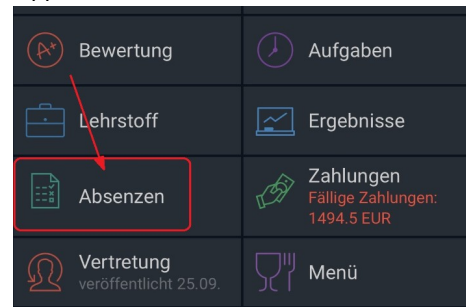 A+
Bewertung
Aufgaben
Lehrstoff
Ergebnisse
Absenzen
Zahlungen
Fällige Zahlungen:
1494.5 EUR
Vertretung
veröffentlicht 25.09.
Menü